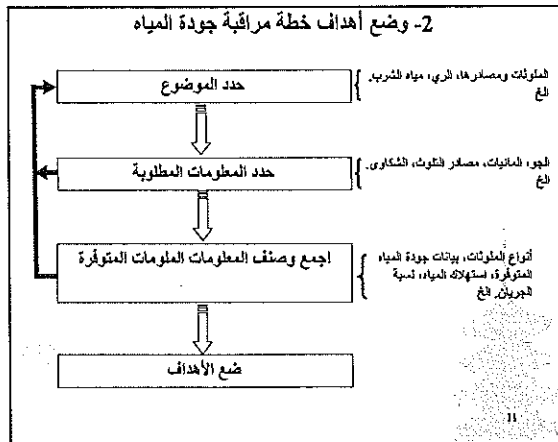 2- وضع أهداف خطة مراقبة جودة المياه
حدد الموضوع
الملوثات ومصادرها، الري، مياه الشرب.
الخ
حدد المعلومات المطلوبة
الجو، المانيات، مصادر التلوث، الشكاوى.
الخ
اجمع وصنف المعلومات الملومات المتوفرة
أنواع الملوثات، بيانات جودة المياه
المتوفرة، استهلاك المياه، نسبة
الجريان. الخ
ضع الأهداف
11